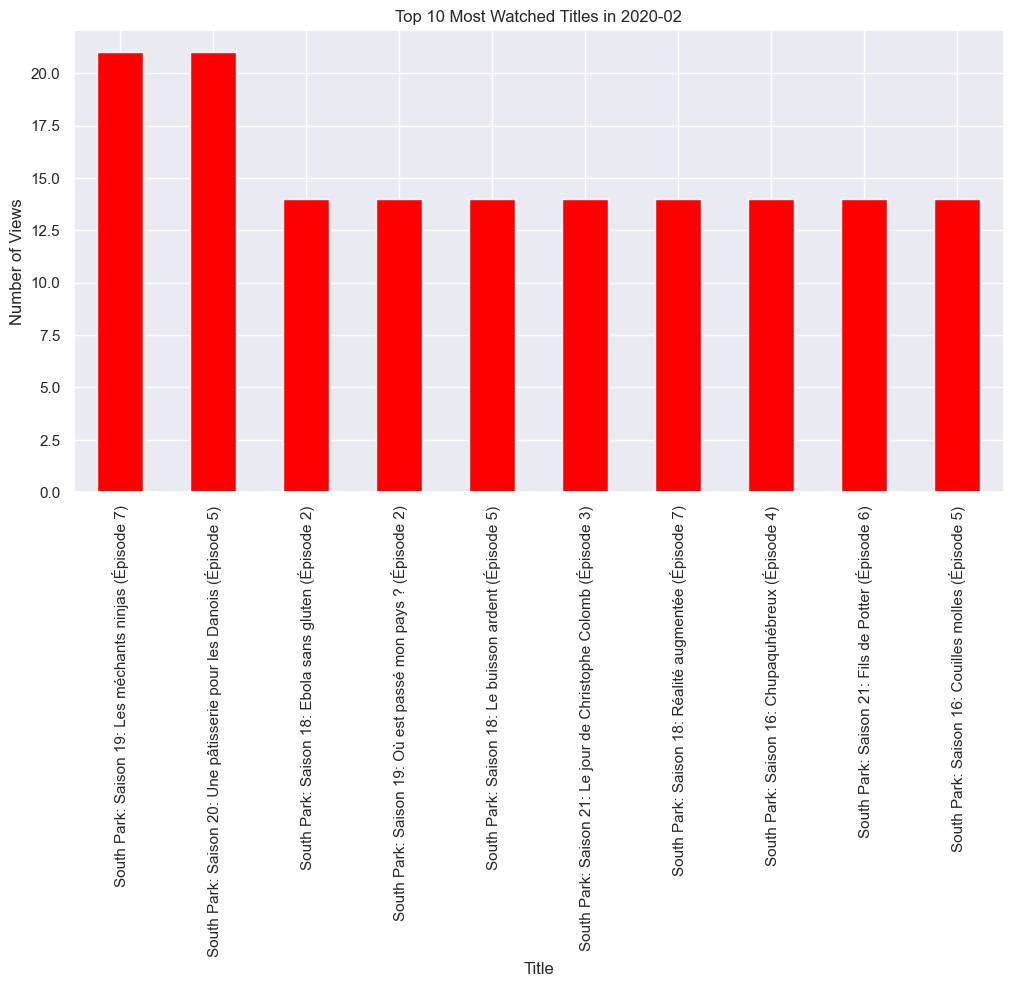 Top 10 Most Watched Titles in 2020-02
Number of Views
20.0
17.5
15.0
12.5
10.0
7.5
5.0
2.5
0.0
South Park: Saison 19: Les méchants ninjas (Épisode 7)
South Park: Saison 20: Une pâtisserie pour les Danois (Épisode 5)
South Park: Saison 18: Ebola sans gluten (Épisode 2)
South Park: Saison 19: Où est passé mon pays ? (Épisode 2)
South Park: Saison 18: Le buisson ardent (Épisode 5)
South Park: Saison 21: Le jour de Christophe Colomb (Épisode 3)
South Park: Saison 18: Réalité augmentée (Épisode 7)
South Park: Saison 16: Chupaquhébreux (Épisode 4)
South Park: Saison 21: Fils de Potter (Épisode 6)
South Park: Saison 16: Couilles molles (Épisode 5)
Title